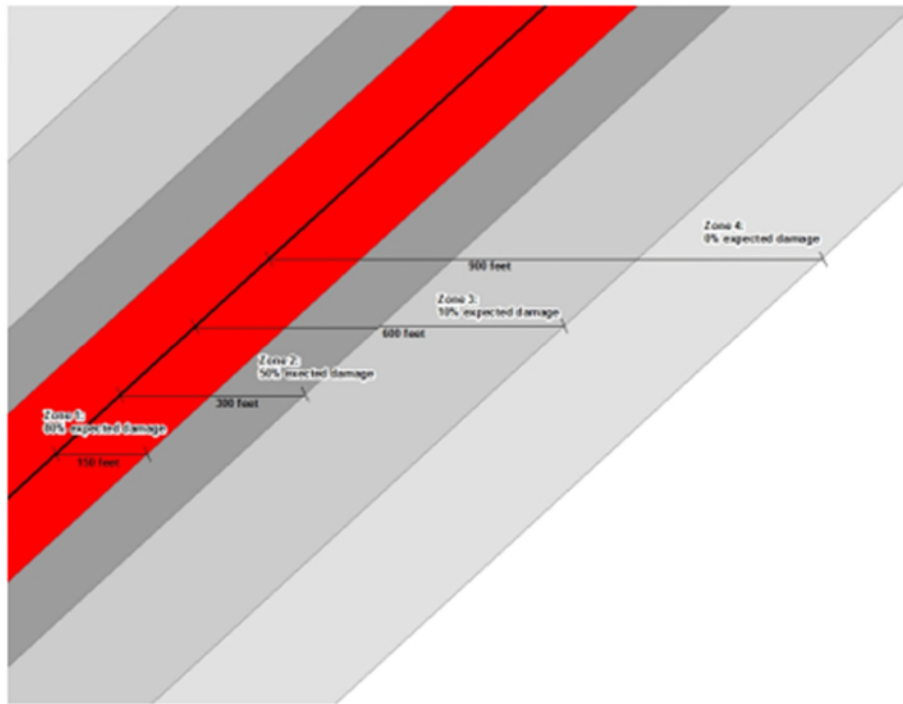 Zone 4:
0% expected damage
900 feet
Zone 3:
10% expected damage
600 feet
Zone 2:
50% exected damage
300 feet
Zone 1:
80% expected damage
150 feet